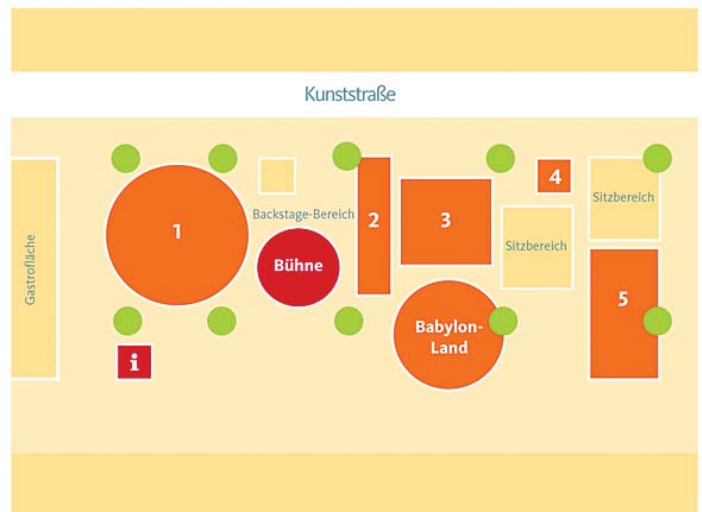 Kunststraße
Gastrofläche
1
Backstage-Bereich
Bühne
2
3
4
Sitzbereich
Sitzbereich
5
Babylon-
Land
i